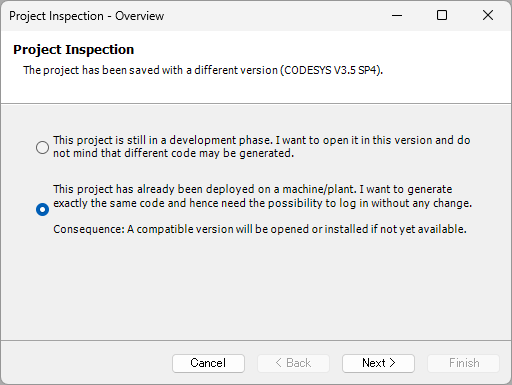 Project Inspection - Overview
Project Inspection
The project has been saved with a different version (CODESYS V3.5 SP4).
This project is still in a development phase. I want to open it in this version and do
not mind that different code may be generated.
This project has already been deployed on a machine/plant. I want to generate
exactly the same code and hence need the possibility to log in without any change.
Consequence: A compatible version will be opened or installed if not yet available.
Cancel
< Back
Next >
Finish